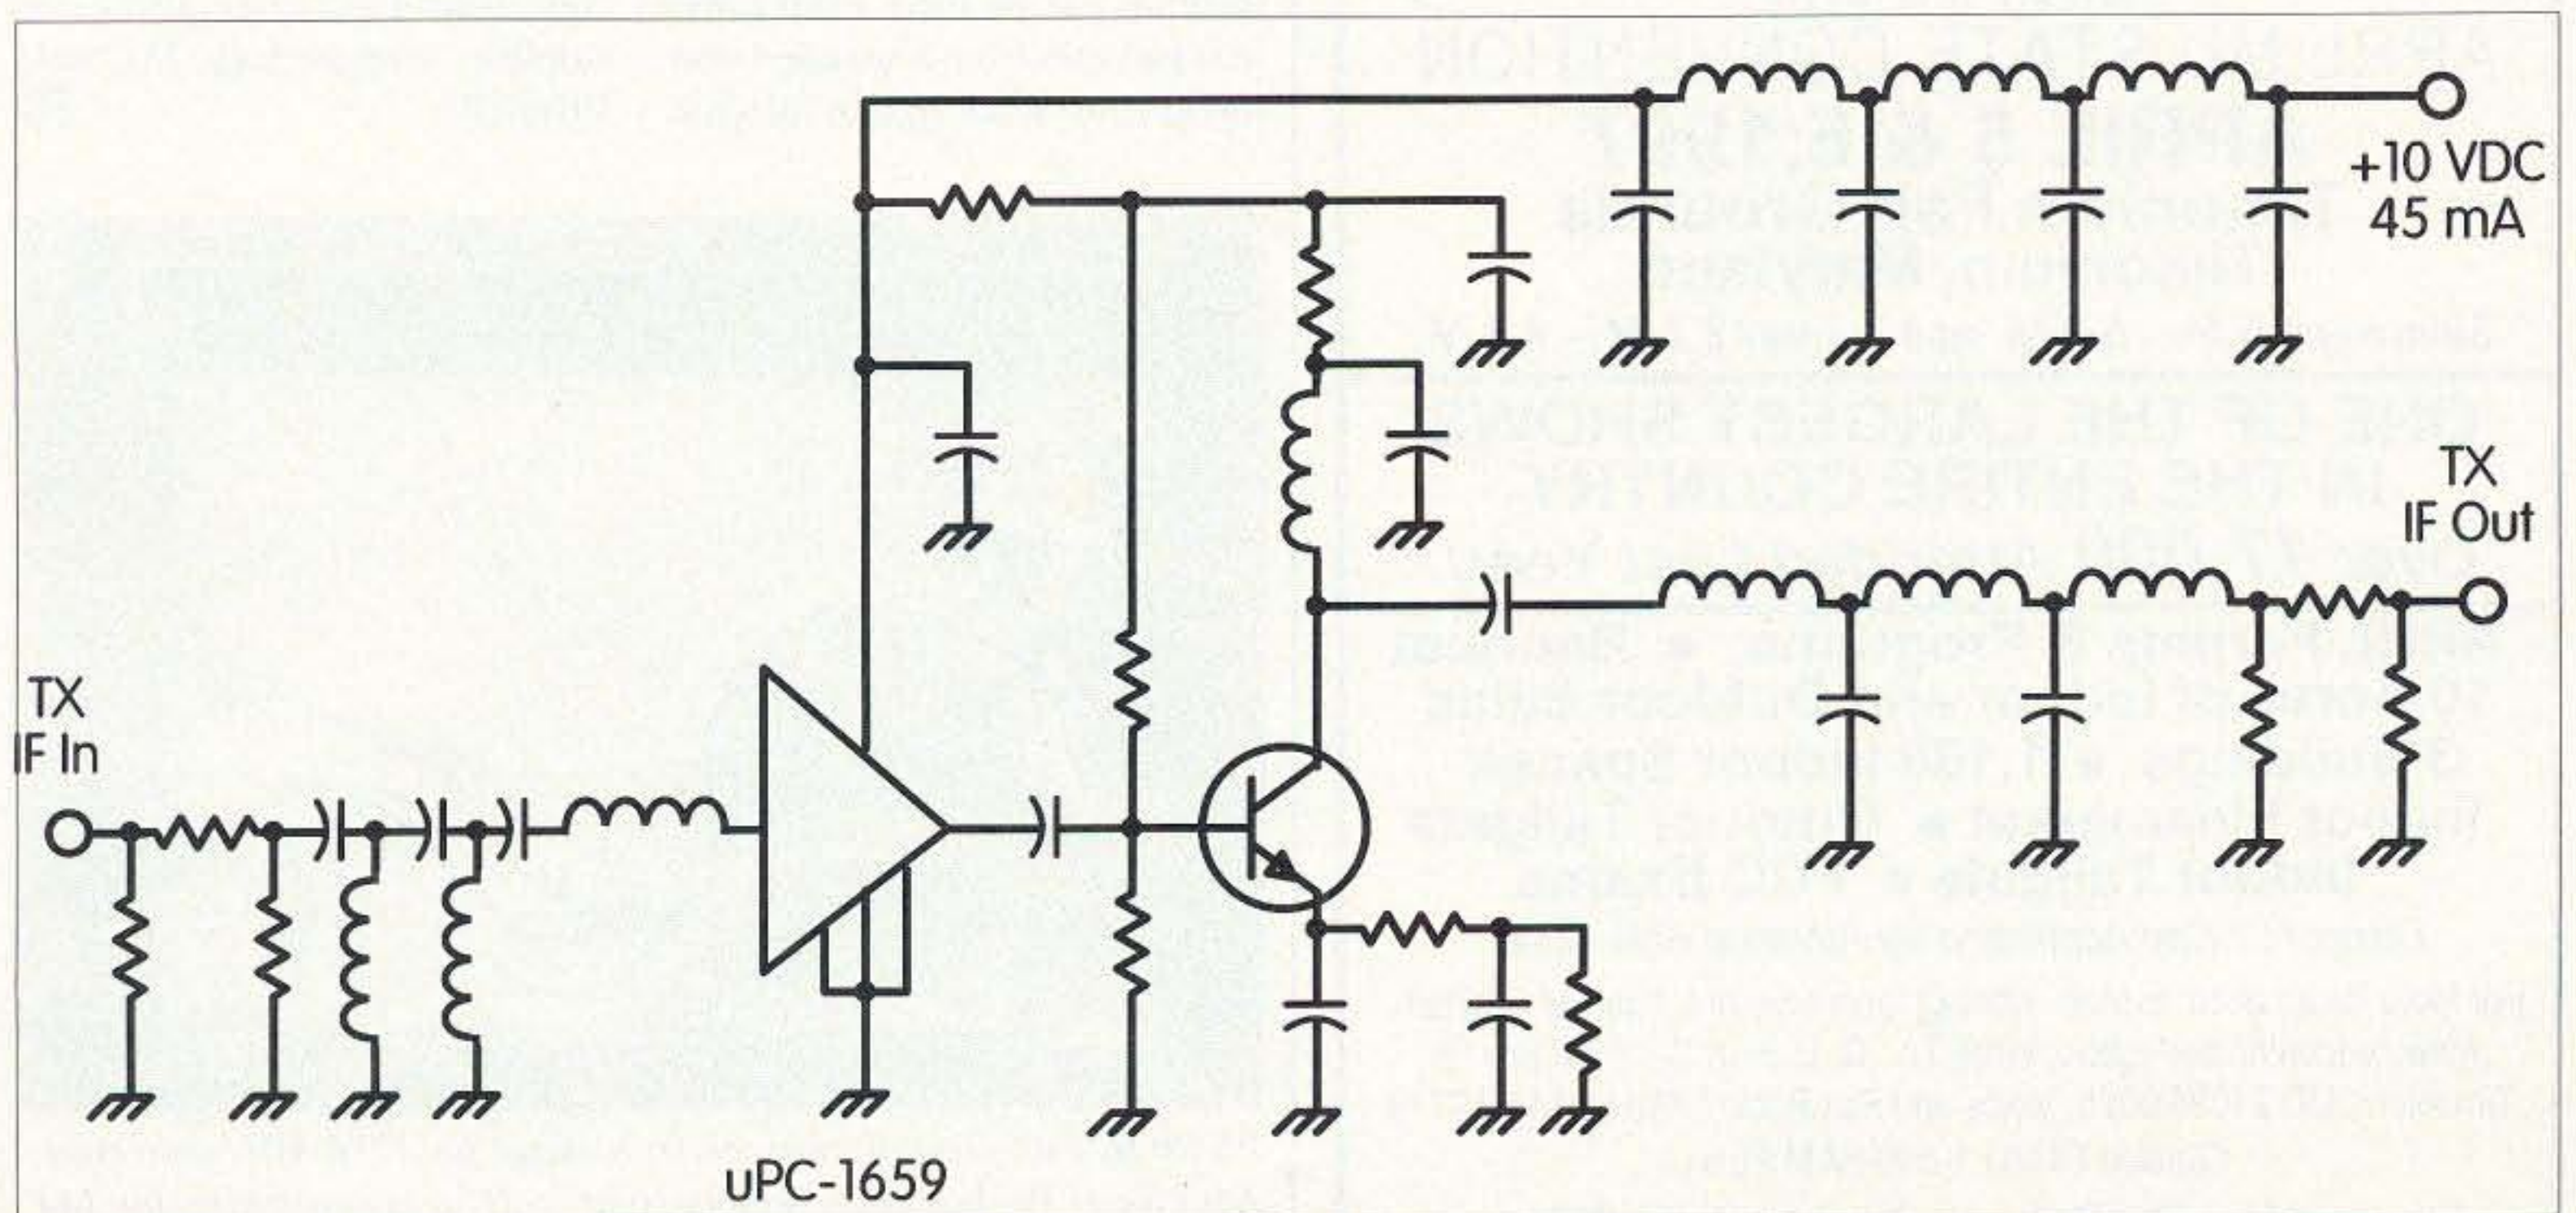 +10 VDC
45 mA
TX
IF Out
TX
IF In
uPC-1659